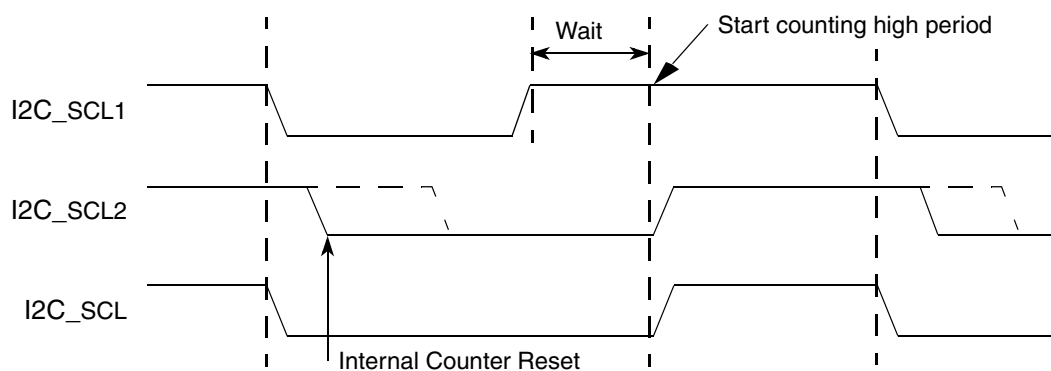 Wait
Start counting high period
I2C_SCL1
I2C_SCL2
I2C_SCL
Internal Counter Reset